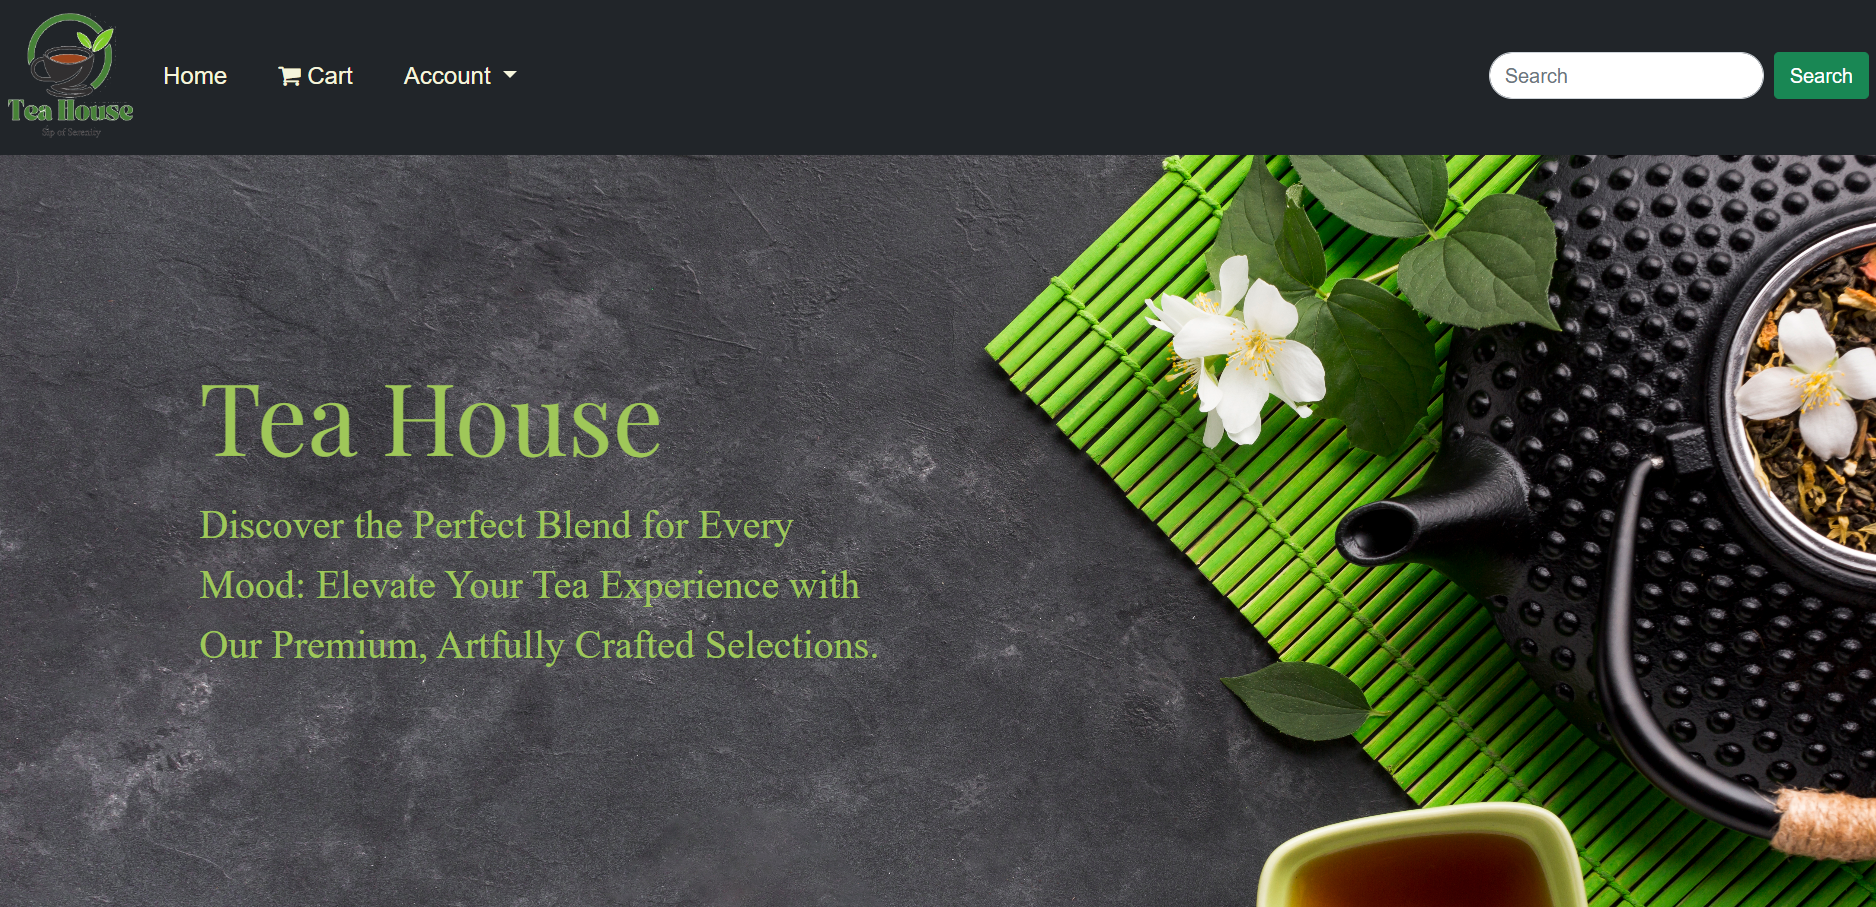 Tea House
Sip of Serenity
Home
Cart
Account
Search
Search
Tea House
Discover the Perfect Blend for Every
Mood: Elevate Your Tea Experience with
Our Premium, Artfully Crafted Selections.